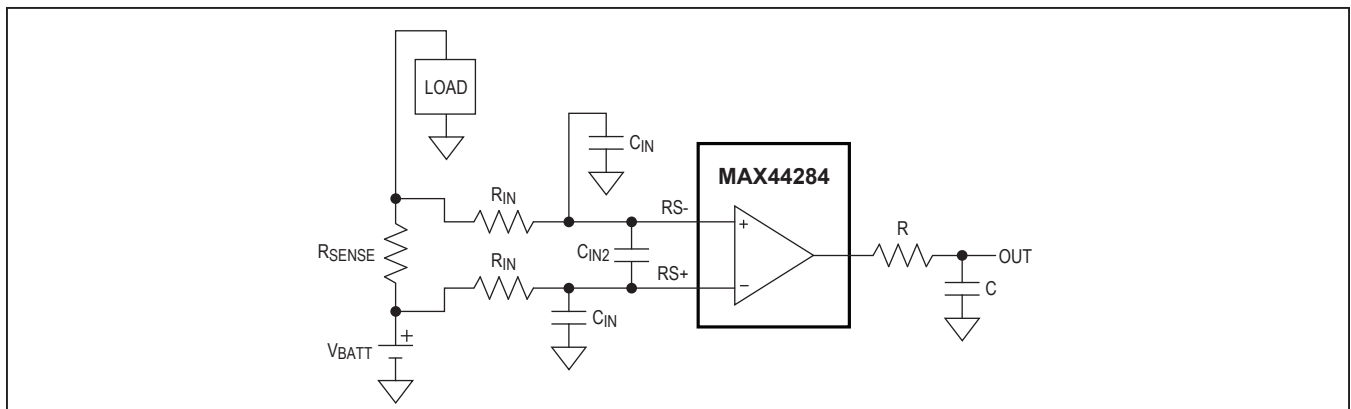 LOAD
CIN
MAX44284
RIN
RS-
+
R
RSENSE
CIN2
OUT
RIN
RS+
−
C
CIN
VBATT
+